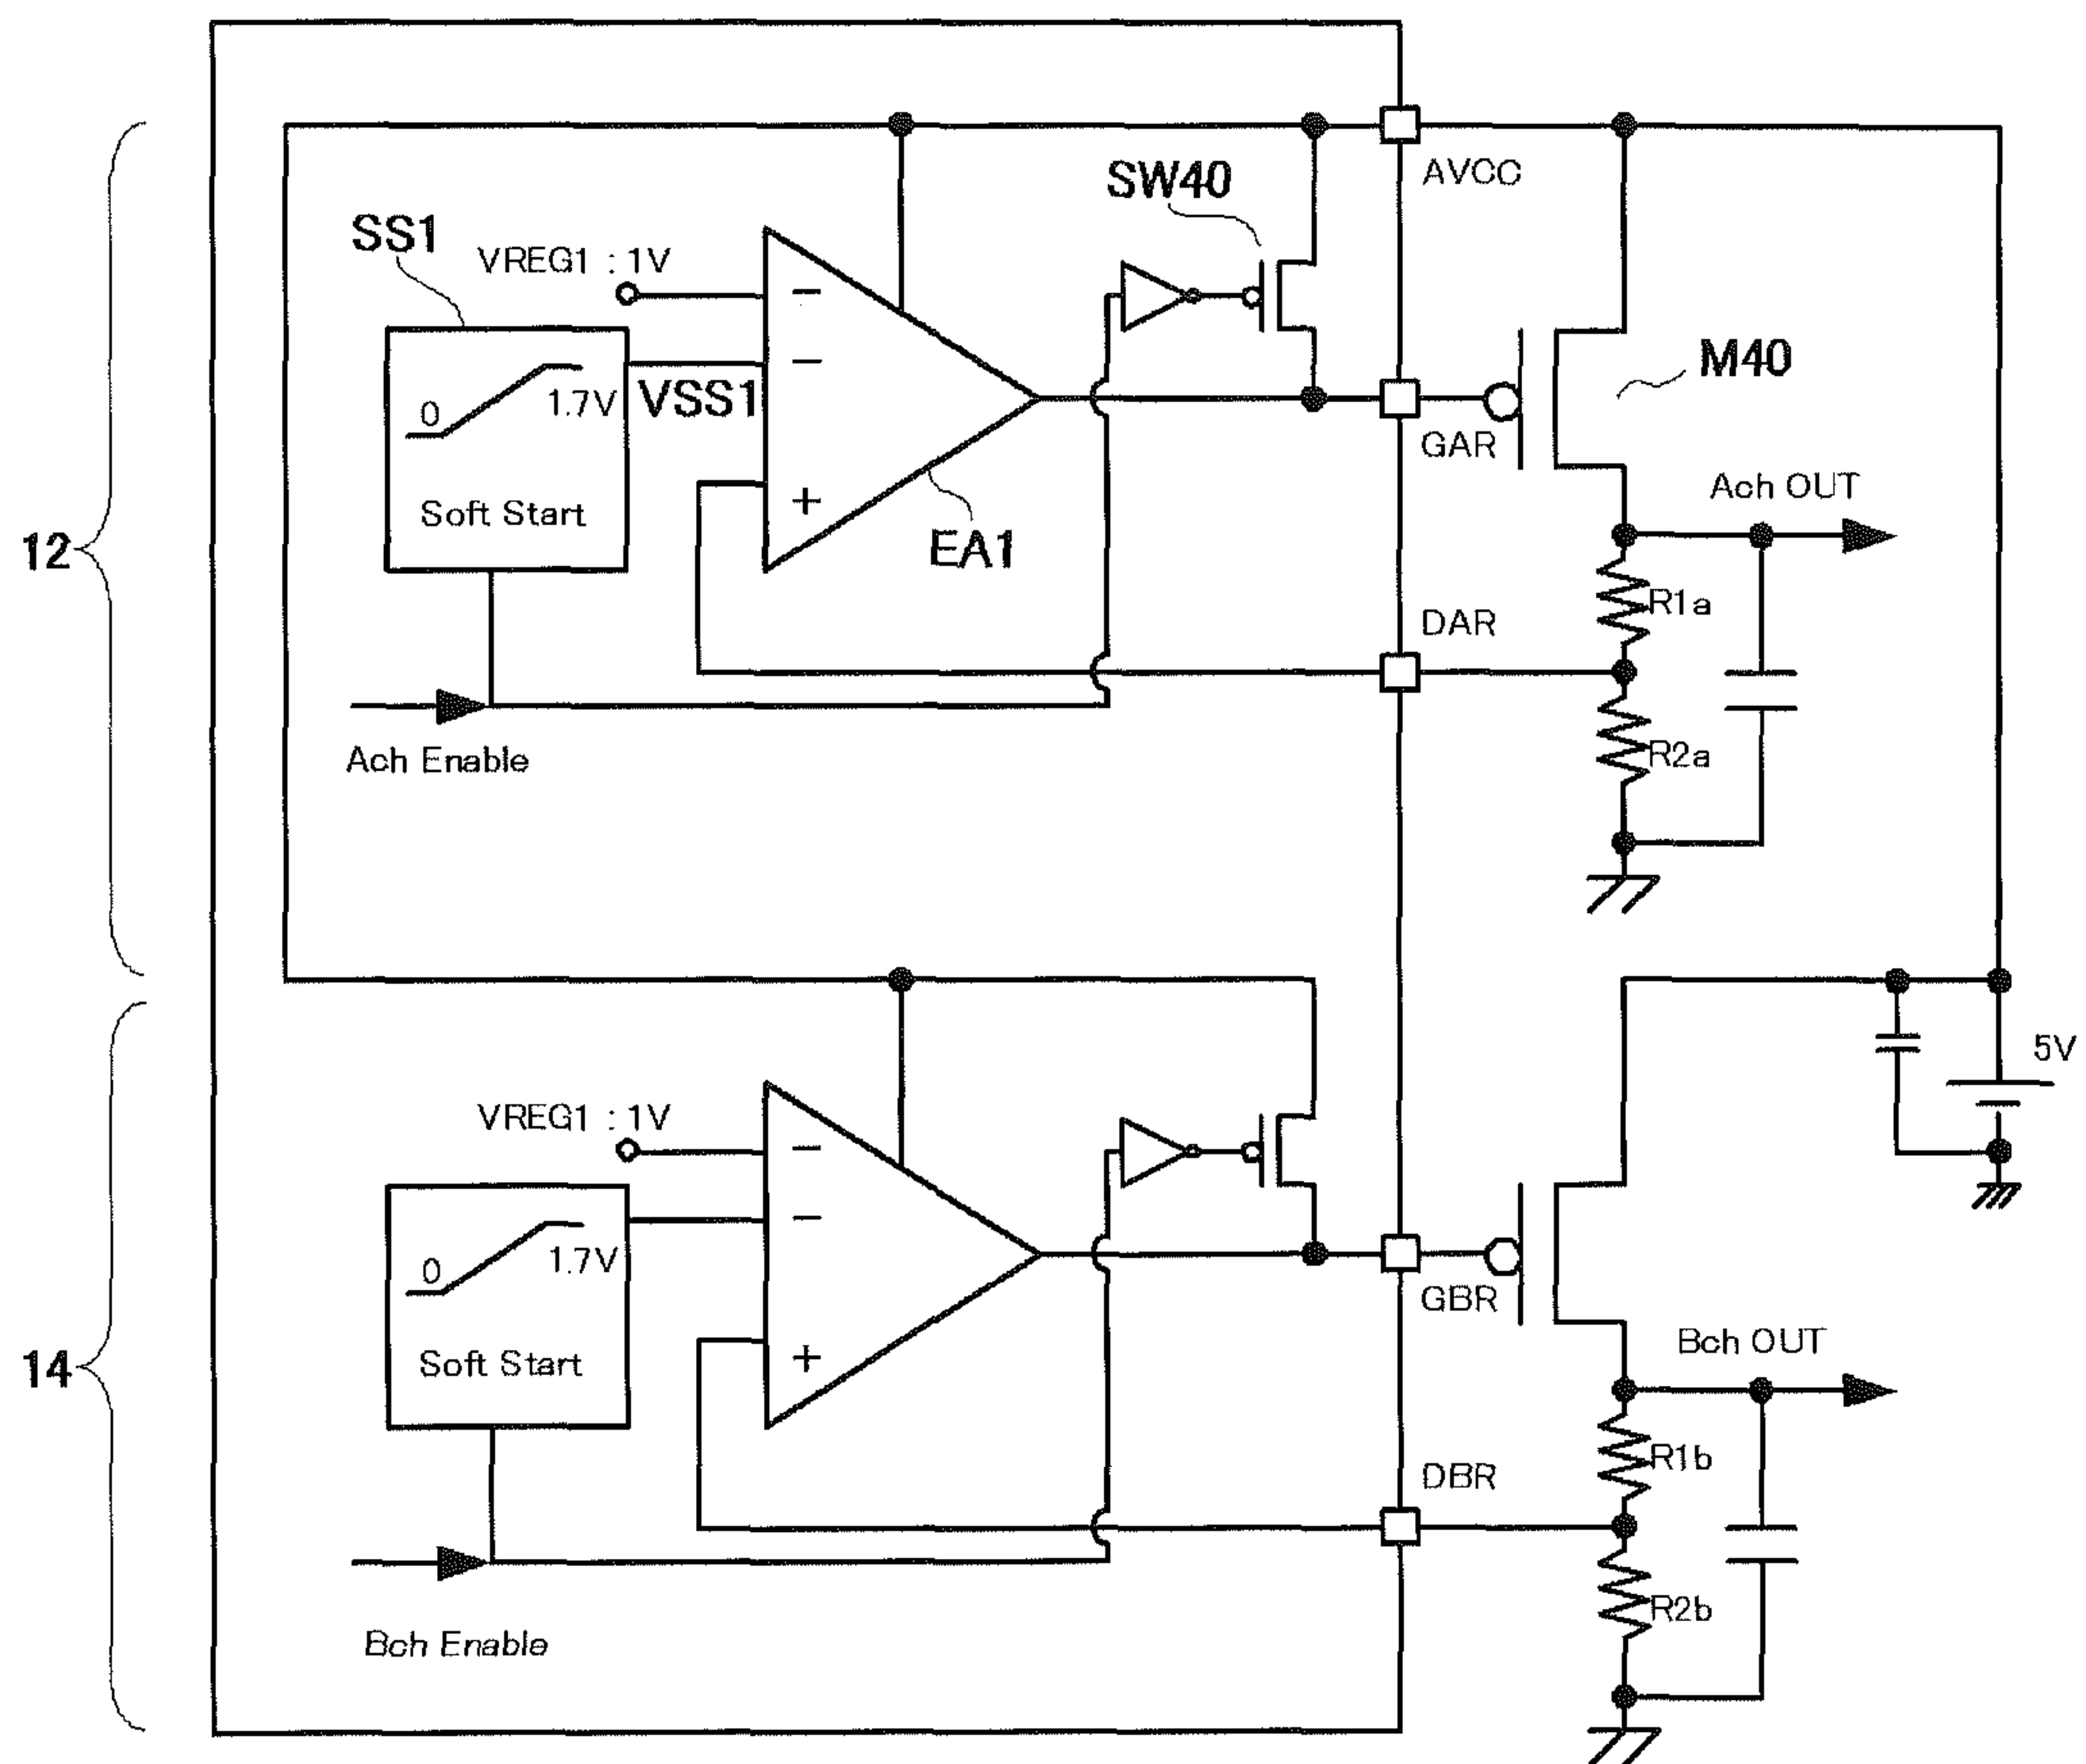 AVCC
SW40
SS1
VREG1 : 1V
−
−
+
0
1.7V
VSS1
Soft Start
EA1
M40
GAR
Ach OUT
12
R1a
DAR
R2a
Ach Enable
5V
VREG1 : 1V
−
−
+
0
1.7V
Soft Start
GBR
Bch OUT
14
R1b
DBR
R2b
Bch Enable